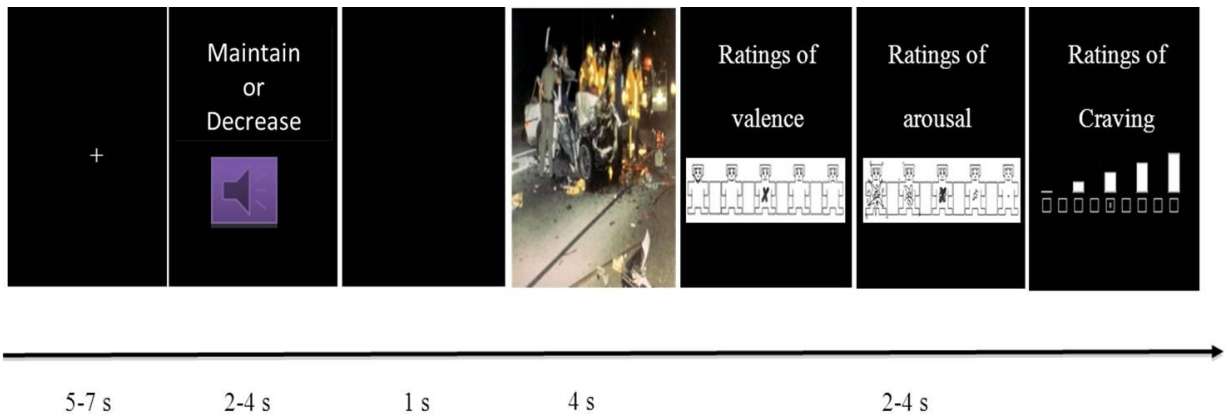 Maintain
or
Decrease
+
Ratings of
valence
Ratings of
arousal
Ratings of
Craving
5-7 s
2-4 s
1 s
4 s
2-4 s